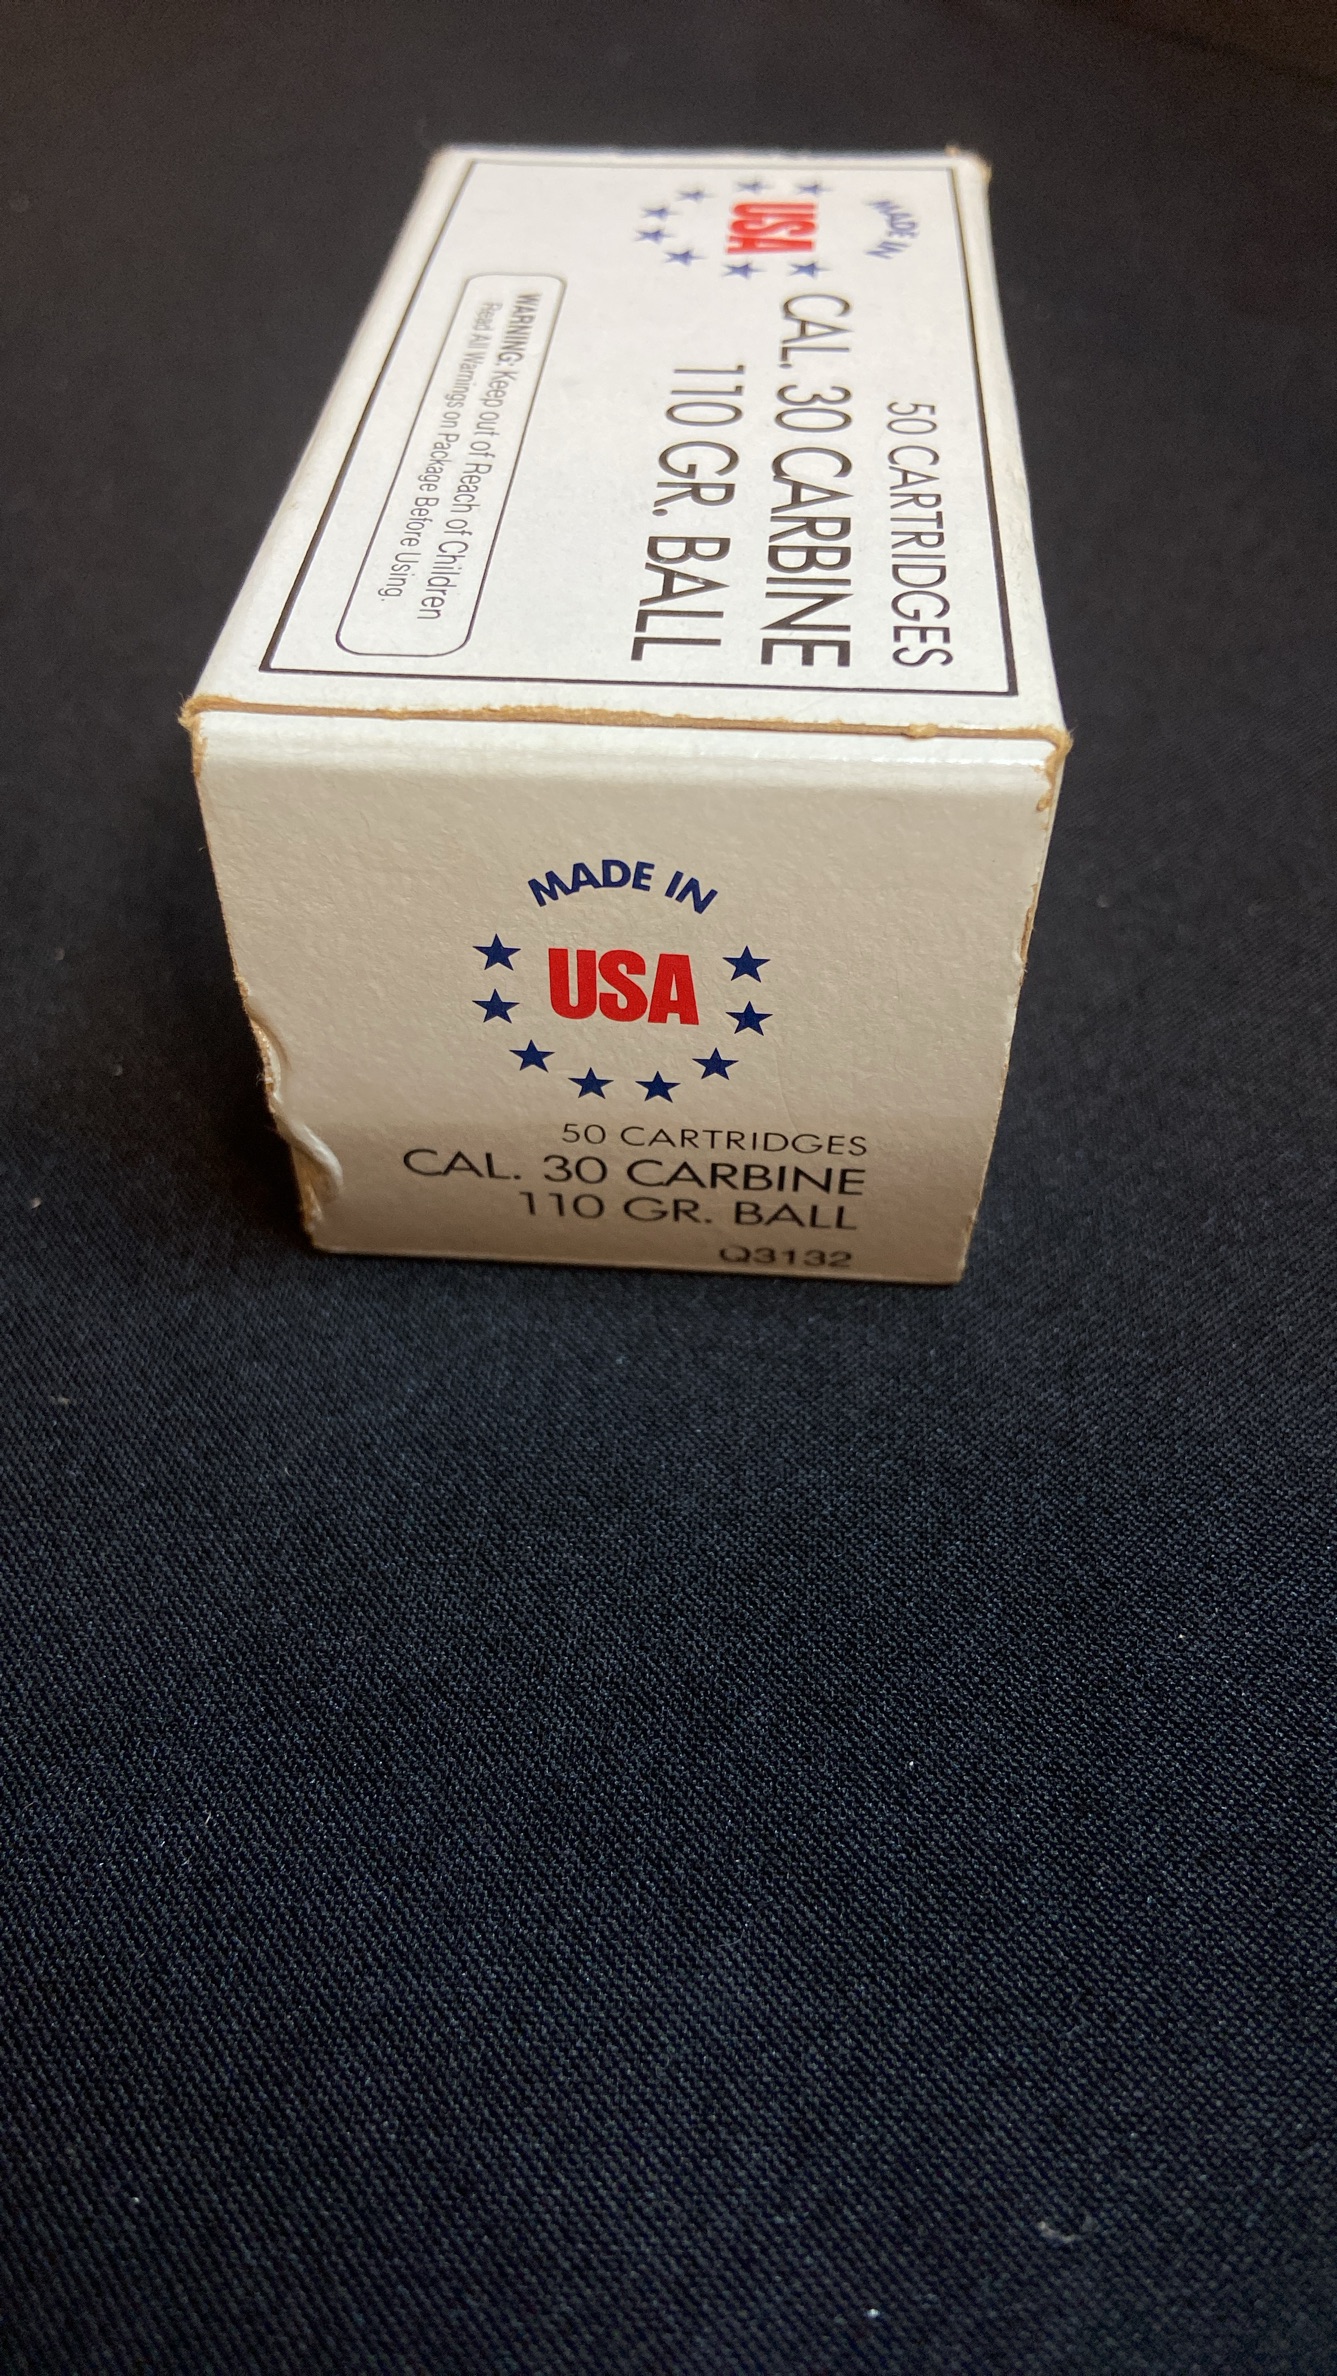 MADE IN
USA
50 CARTRIDGES
CAL. 30 CARBINE
110 GR. BALL
WARNING: Keep out of Reach of Children
Read All Warnings on Package Before Using.
MADE IN
USA
50 CARTRIDGES
CAL. 30 CARBINE
110 GR. BALL
Q3132